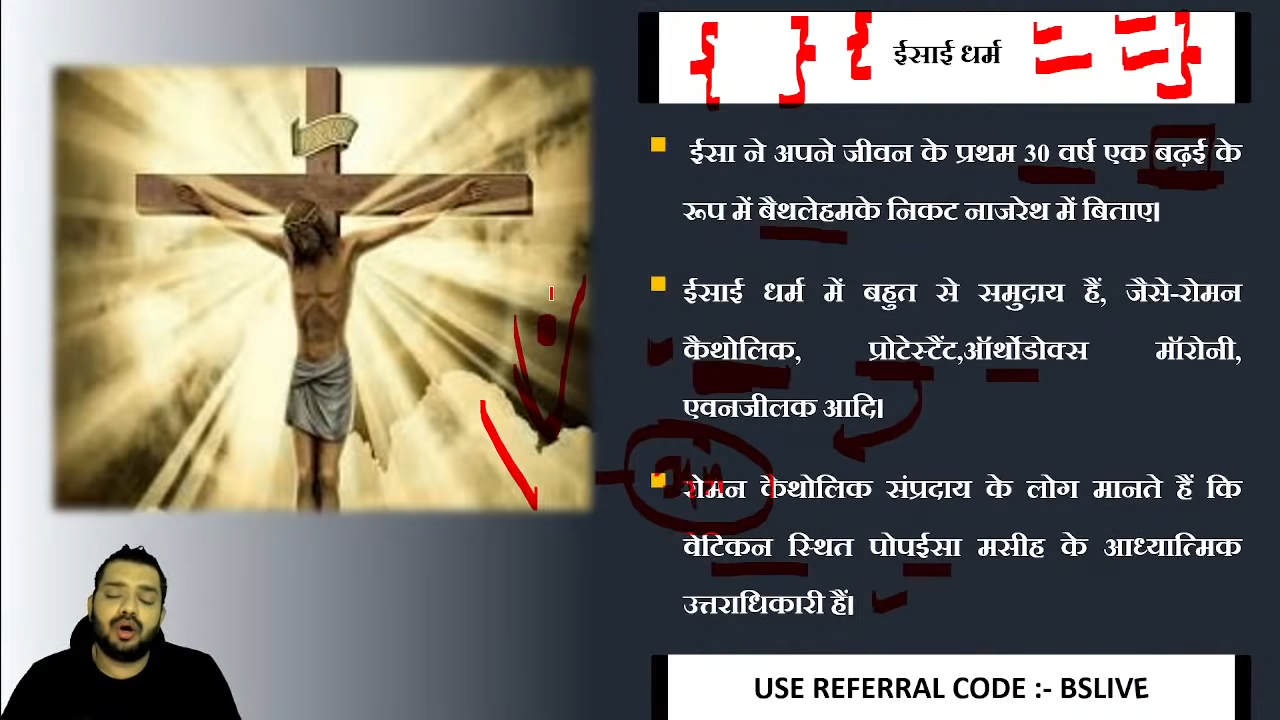 ईसाई धर्म
ईसा ने अपने जीवन के प्रथम 30 वर्ष एक बढ़ई के
रूप में बैथलेहमके निकट नाजरेथ में बिताए।
ईसाई धर्म में बहुत से समुदाय हैं, जैसे-रोमन
कैथोलिक, प्रोटेस्टैंट,ऑर्थोडोक्स मॉरोनी,
एवनजीलक आदि।
रोमन कैथोलिक संप्रदाय के लोग मानते हैं कि
वेटिकन स्थित पोपईसा मसीह के आध्यात्मिक
उत्तराधिकारी हैं।
USE REFERRAL CODE :- BSLIVE